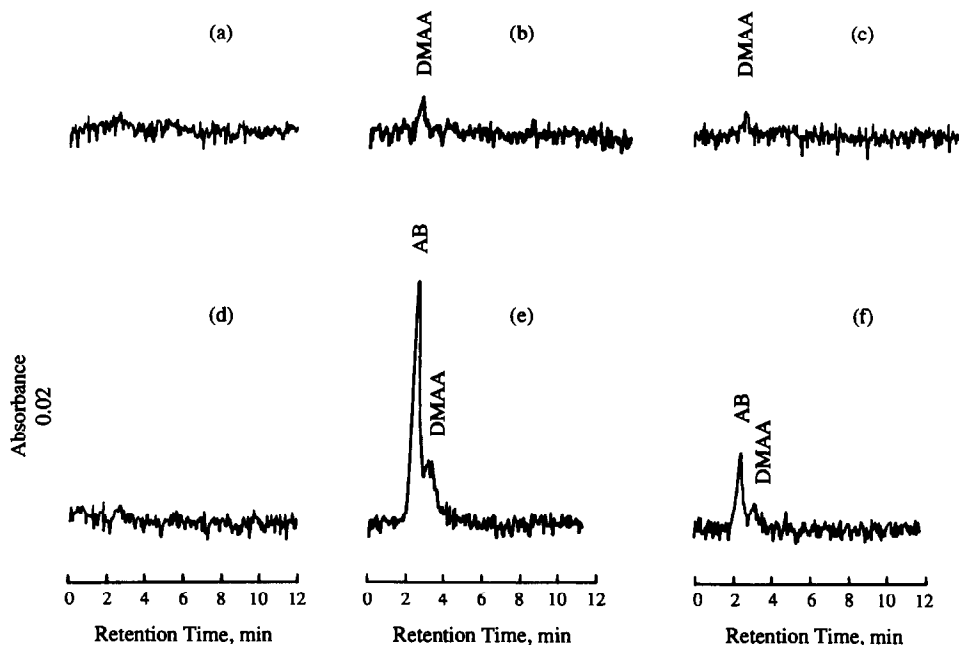 (a)
(b)
(c)
DMAA
DMAA
(d)
(e)
(f)
AB
DMAA
AB
DMAA
Absorbance
0.02
0 2 4 6 8 10 12
0 2 4 6 8 10 12
0 2 4 6 8 10 12
Retention Time, min
Retention Time, min
Retention Time, min